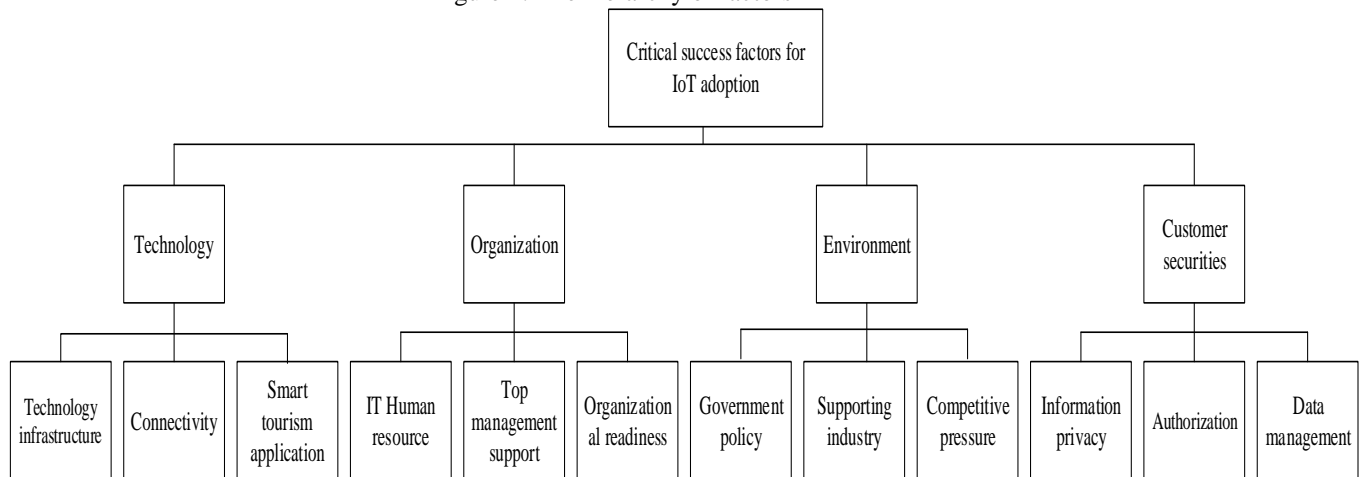 Critical success factors for
IoT adoption
Technology
Organization
Environment
Customer
securities
Technology
infrastructure
Connectivity
Smart
tourism
application
IT Human
resource
Top
management
support
Organization
al readiness
Government
policy
Supporting
industry
Competitive
pressure
Information
privacy
Authorization
Data
management